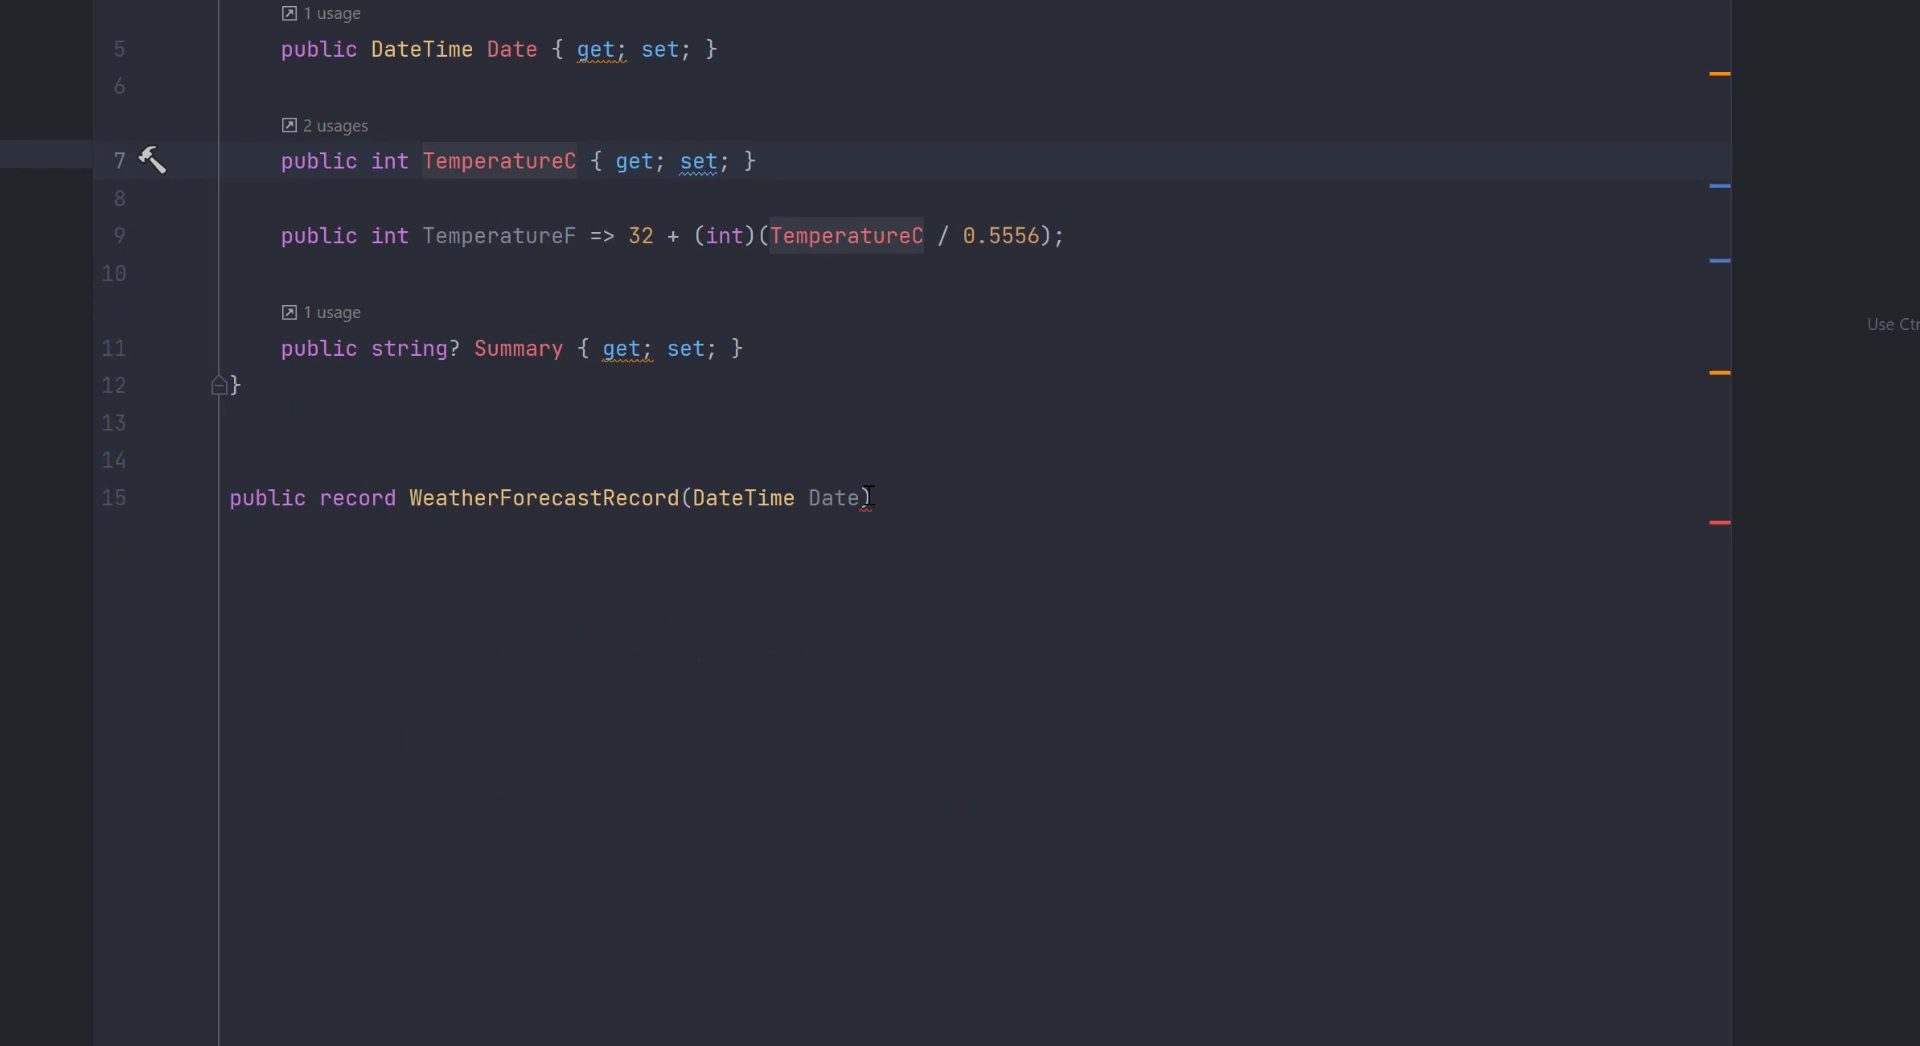 1 usage
5 public DateTime Date { get; set; }
6
2 usages
7 public int TemperatureC { get; set; }
8
9 public int TemperatureF => 32 + (int)(TemperatureC / 0.5556);
10
1 usage
11 public string? Summary { get; set; }
12 }
13
14
15 public record WeatherForecastRecord(DateTime Date)
Use Ctr